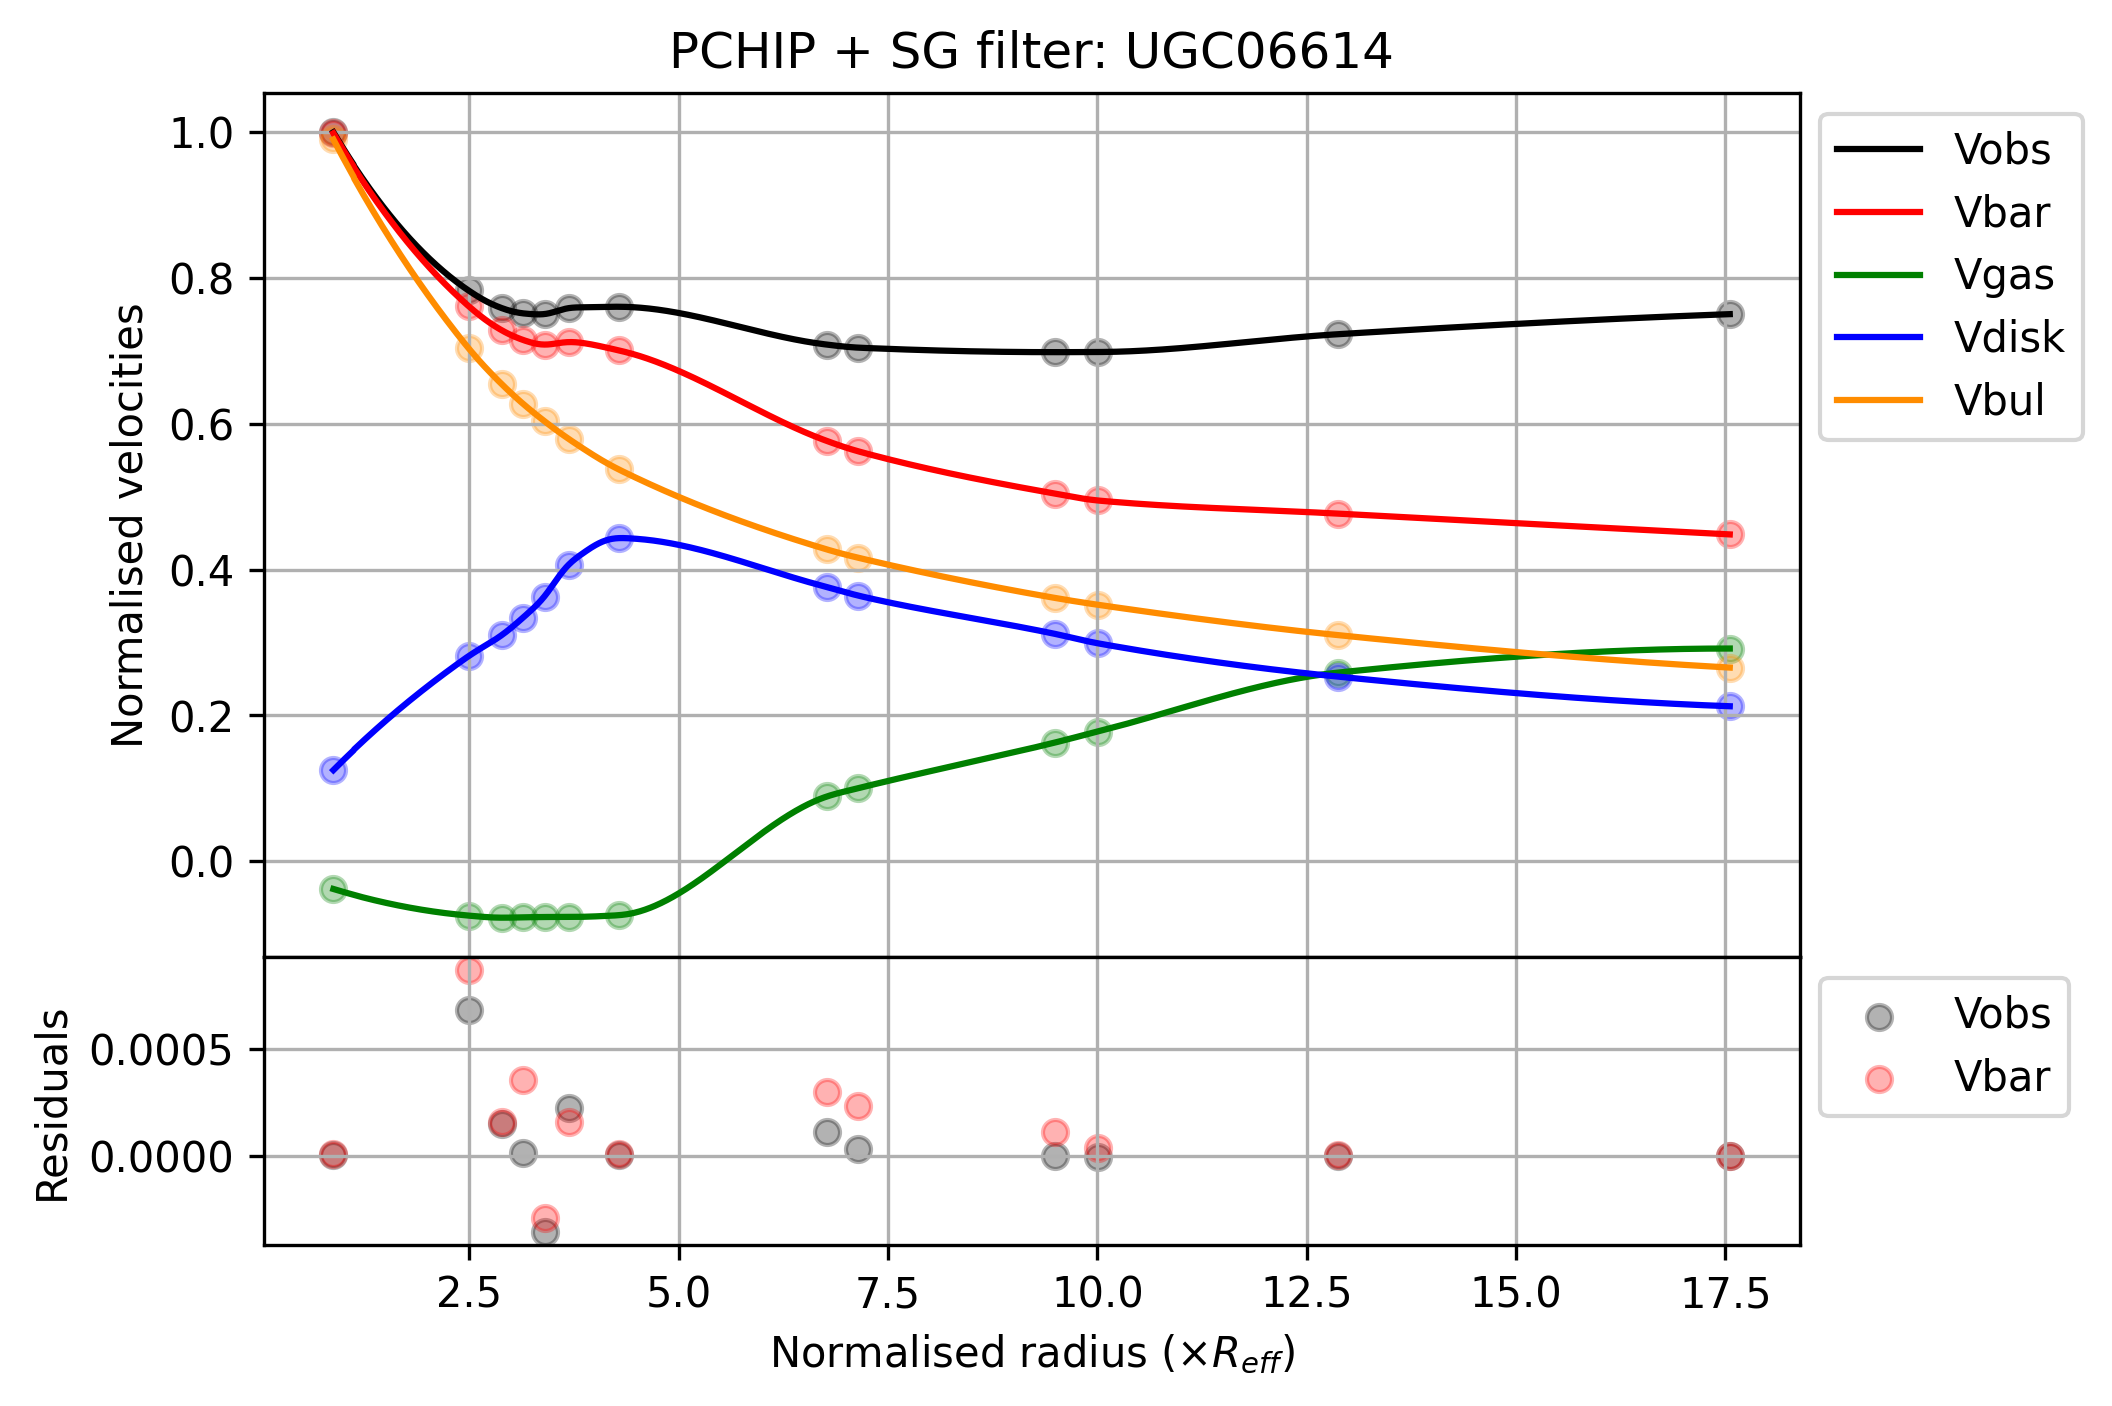 PCHIP + SG filter: UGC06614
Normalised velocities
1.0
0.8
0.6
0.4
0.2
0.0
Vobs
Vbar
Vgas
Vdisk
Vbul
Residuals
0.0005
0.0000
Vobs
Vbar
2.5 5.0 7.5 10.0 12.5 15.0 17.5
Normalised radius (×R_eff)